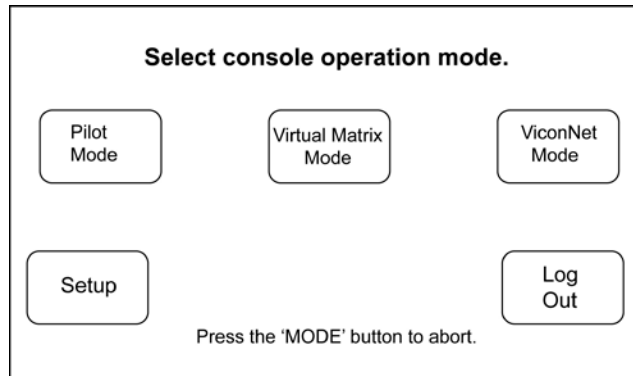 Select console operation mode.
Pilot
Mode
Virtual Matrix
Mode
ViconNet
Mode
Setup
Log
Out
Press the ‘MODE’ button to abort.